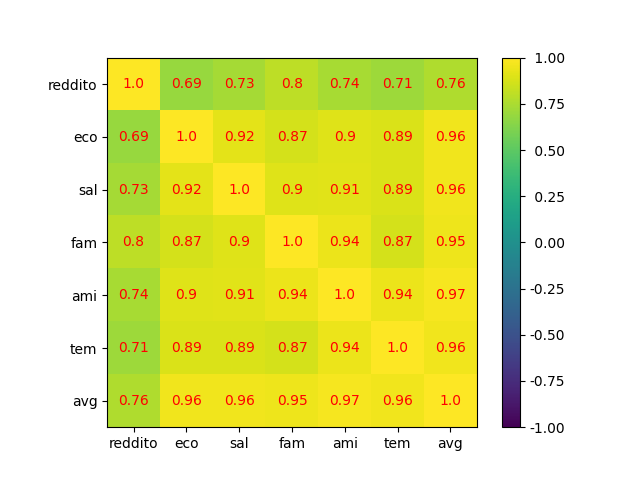 reddito 1.0 0.69 0.73 0.8 0.74 0.71 0.76
eco 0.69 1.0 0.92 0.87 0.9 0.89 0.96
sal 0.73 0.92 1.0 0.9 0.91 0.89 0.96
fam 0.8 0.87 0.9 1.0 0.94 0.87 0.95
ami 0.74 0.9 0.91 0.94 1.0 0.94 0.97
tem 0.71 0.89 0.89 0.87 0.94 1.0 0.96
avg 0.76 0.96 0.96 0.95 0.97 0.96 1.0
reddito eco sal fam ami tem avg
1.00
0.75
0.50
0.25
0.00
-0.25
-0.50
-0.75
-1.00